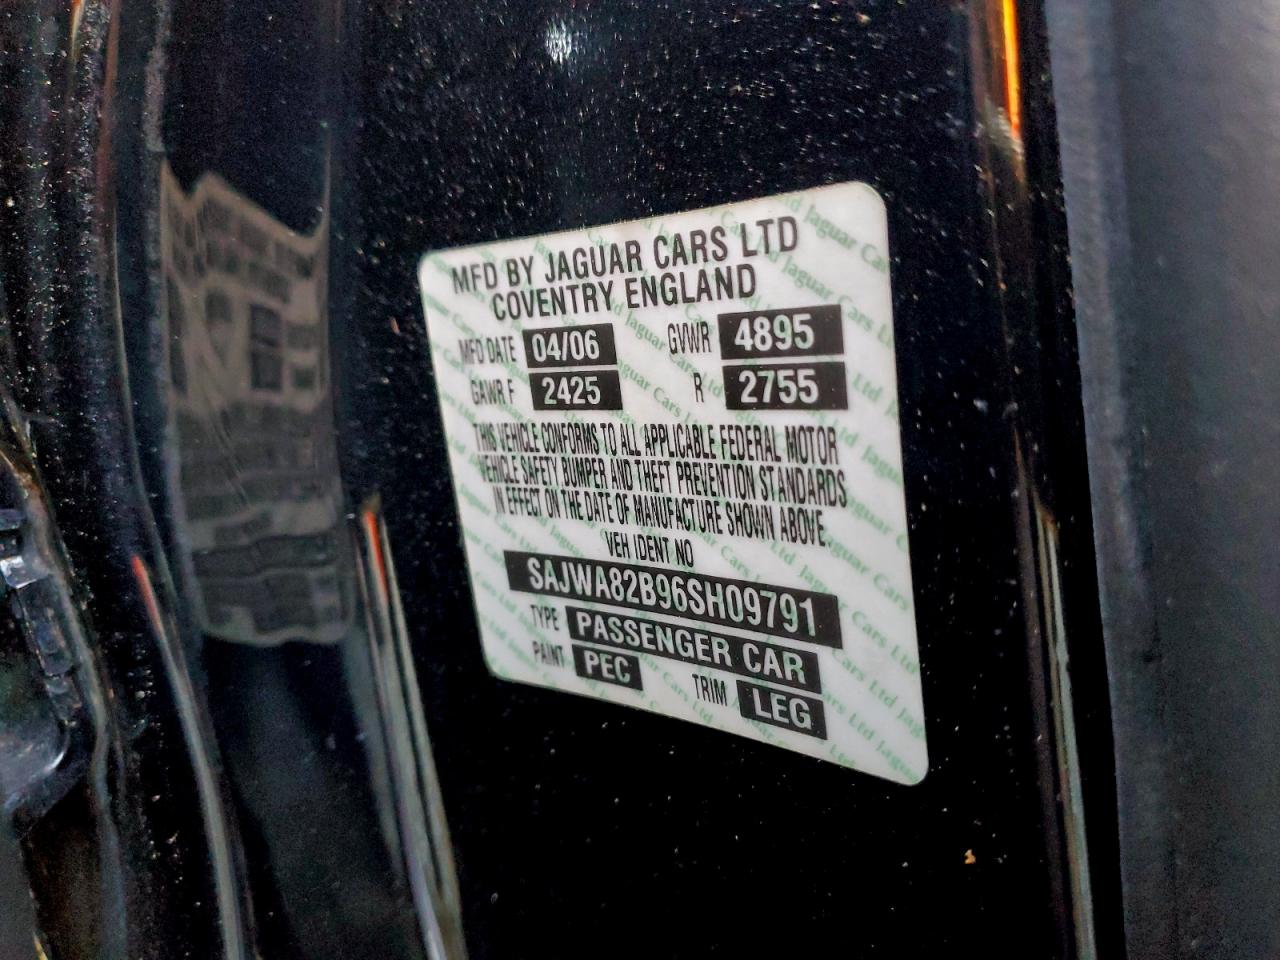 MFD BY JAGUAR CARS LTD
COVENTRY ENGLAND
MFD DATE 04/06 GVWR 4895
GAWR F 2425 R 2755
THIS VEHICLE CONFORMS TO ALL APPLICABLE FEDERAL MOTOR
VEHICLE SAFETY, BUMPER AND THEFT PREVENTION STANDARDS
IN EFFECT ON THE DATE OF MANUFACTURE SHOWN ABOVE.
VEH IDENT NO
SAJWA82B96SH09791
TYPE PASSENGER CAR
PAINT PEC TRIM LEG